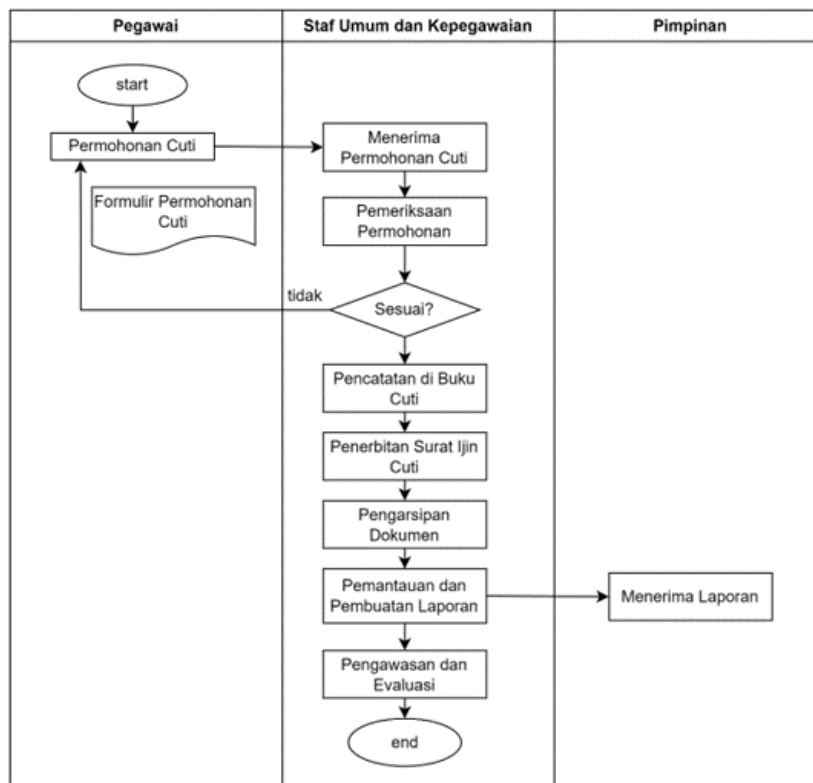 Pegawai
Staf Umum dan Kepegawaian
Pimpinan
start
Permohonan Cuti
Menerima
Permohonan Cuti
Formulir Permohonan
Cuti
Pemeriksaan
Permohonan
tidak
Sesuai?
Pencatatan di Buku
Cuti
Penerbitan Surat Ijin
Cuti
Pengarsipan
Dokumen
Pemantauan dan
Pembuatan Laporan
Menerima Laporan
Pengawasan dan
Evaluasi
end